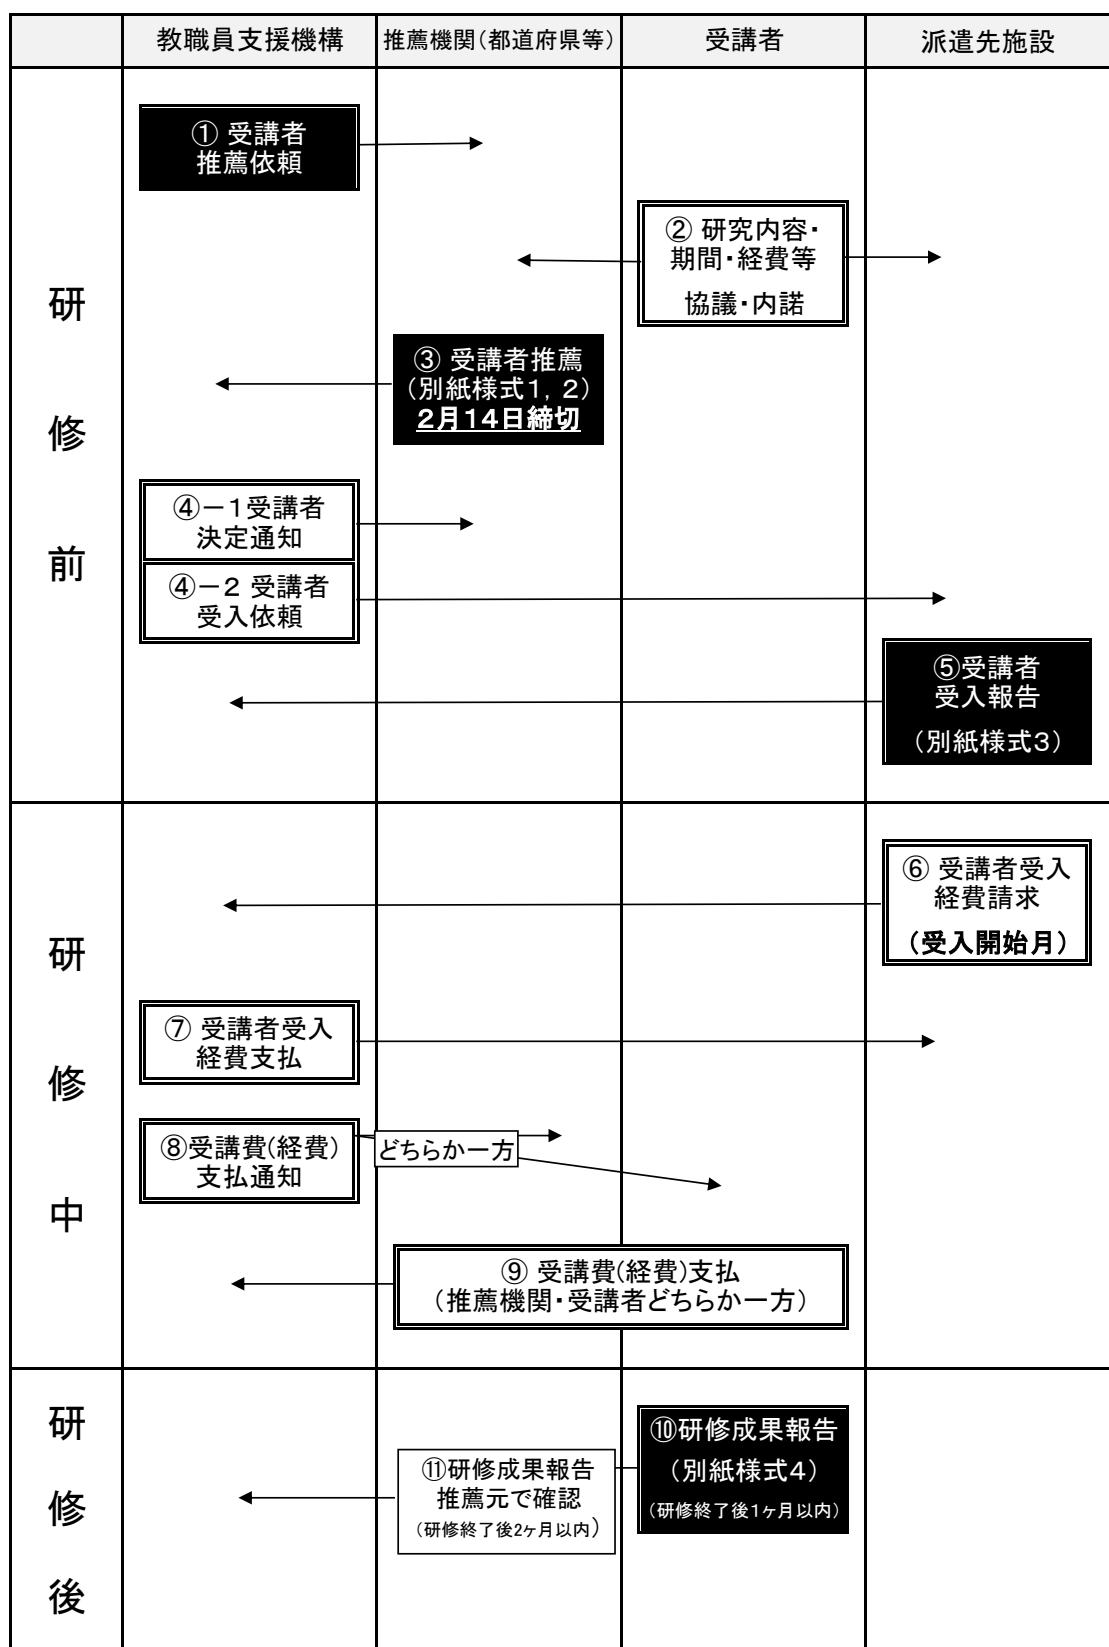 教職員支援機構
推薦機関(都道府県等)
受講者
派遣先施設
研
修
前
① 受講者
推薦依頼
② 研究内容・
期間・経費等
協議・内諾
③ 受講者推薦
(別紙様式1, 2)
2月14日締切
④－1受講者
決定通知
④－2 受講者
受入依頼
⑤受講者
受入報告
(別紙様式3)
研
修
中
⑥ 受講者受入
経費請求
(受入開始月)
⑦ 受講者受入
経費支払
⑧受講費(経費)
支払通知
どちらか一方
⑨ 受講費(経費)支払
(推薦機関・受講者どちらか一方)
研
修
後
⑩研修成果報告
(別紙様式4)
(研修終了後1ヶ月以内)
⑪研修成果報告
推薦元で確認
(研修終了後2ヶ月以内)